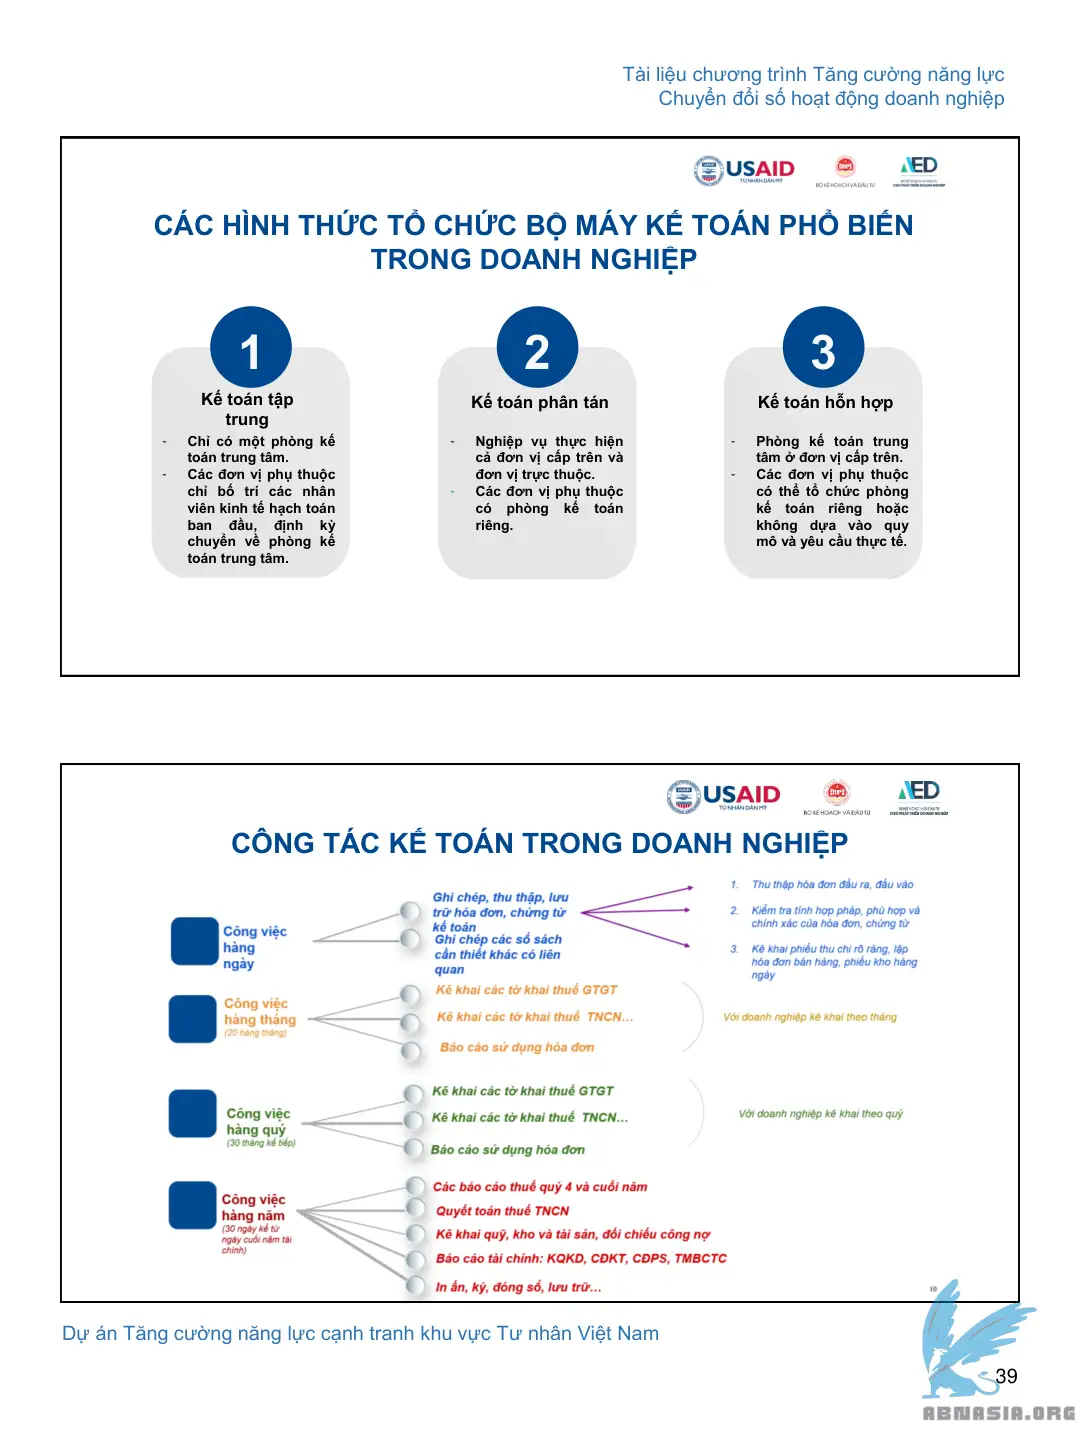 Tài liệu chương trình Tăng cường năng lực
Chuyển đổi số hoạt động doanh nghiệp
USAID
TỪ NHÂN DÂN MỸ
BỘ KẾ HOẠCH VÀ ĐẦU TƯ
AED
CỤC PHÁT TRIỂN DOANH NGHIỆP
CÁC HÌNH THỨC TỔ CHỨC BỘ MÁY KẾ TOÁN PHỔ BIẾN
TRONG DOANH NGHIỆP
1
Kế toán tập
trung
- Chỉ có một phòng kế
toán trung tâm.
- Các đơn vị phụ thuộc
chỉ bố trí các nhân
viên kinh tế hạch toán
ban đầu, định kỳ
chuyển về phòng kế
toán trung tâm.
2
Kế toán phân tán
- Nghiệp vụ thực hiện
cả đơn vị cấp trên và
đơn vị trực thuộc.
- Các đơn vị phụ thuộc
có phòng kế toán
riêng.
3
Kế toán hỗn hợp
- Phòng kế toán trung
tâm ở đơn vị cấp trên.
- Các đơn vị phụ thuộc
có thể tổ chức phòng
kế toán riêng hoặc
không dựa vào quy
mô và yêu cầu thực tế.
USAID
TỪ NHÂN DÂN MỸ
BỘ KẾ HOẠCH VÀ ĐẦU TƯ
AED
CỤC PHÁT TRIỂN DOANH NGHIỆP
CÔNG TÁC KẾ TOÁN TRONG DOANH NGHIỆP
Công việc
hàng
ngày
Ghi chép, thu thập, lưu
trữ hóa đơn, chứng từ
kế toán
Ghi chép các sổ sách
cần thiết khác có liên
quan
1. Thu thập hóa đơn đầu ra, đầu vào
2. Kiểm tra tính hợp pháp, phù hợp và
chính xác của hóa đơn, chứng từ
3. Kê khai phiếu thu chi rõ ràng, lập
hóa đơn bán hàng, phiếu kho hàng
ngày
Công việc
hàng tháng
(20 hàng tháng)
Kê khai các tờ khai thuế GTGT
Kê khai các tờ khai thuế TNCN...
Báo cáo sử dụng hóa đơn
Với doanh nghiệp kê khai theo tháng
Công việc
hàng quý
(30 tháng kế tiếp)
Kê khai các tờ khai thuế GTGT
Kê khai các tờ khai thuế TNCN...
Báo cáo sử dụng hóa đơn
Với doanh nghiệp kê khai theo quý
Công việc
hàng năm
(30 ngày kể từ
ngày cuối năm tài
chính)
Các báo cáo thuế quý 4 và cuối năm
Quyết toán thuế TNCN
Kê khai quỹ, kho và tài sản, đối chiếu công nợ
Báo cáo tài chính: KQKD, CĐKT, CĐPS, TMBCTC
In ấn, ký, đóng sổ, lưu trữ...
10
Dự án Tăng cường năng lực cạnh tranh khu vực Tư nhân Việt Nam
39
ABNASIA.ORG